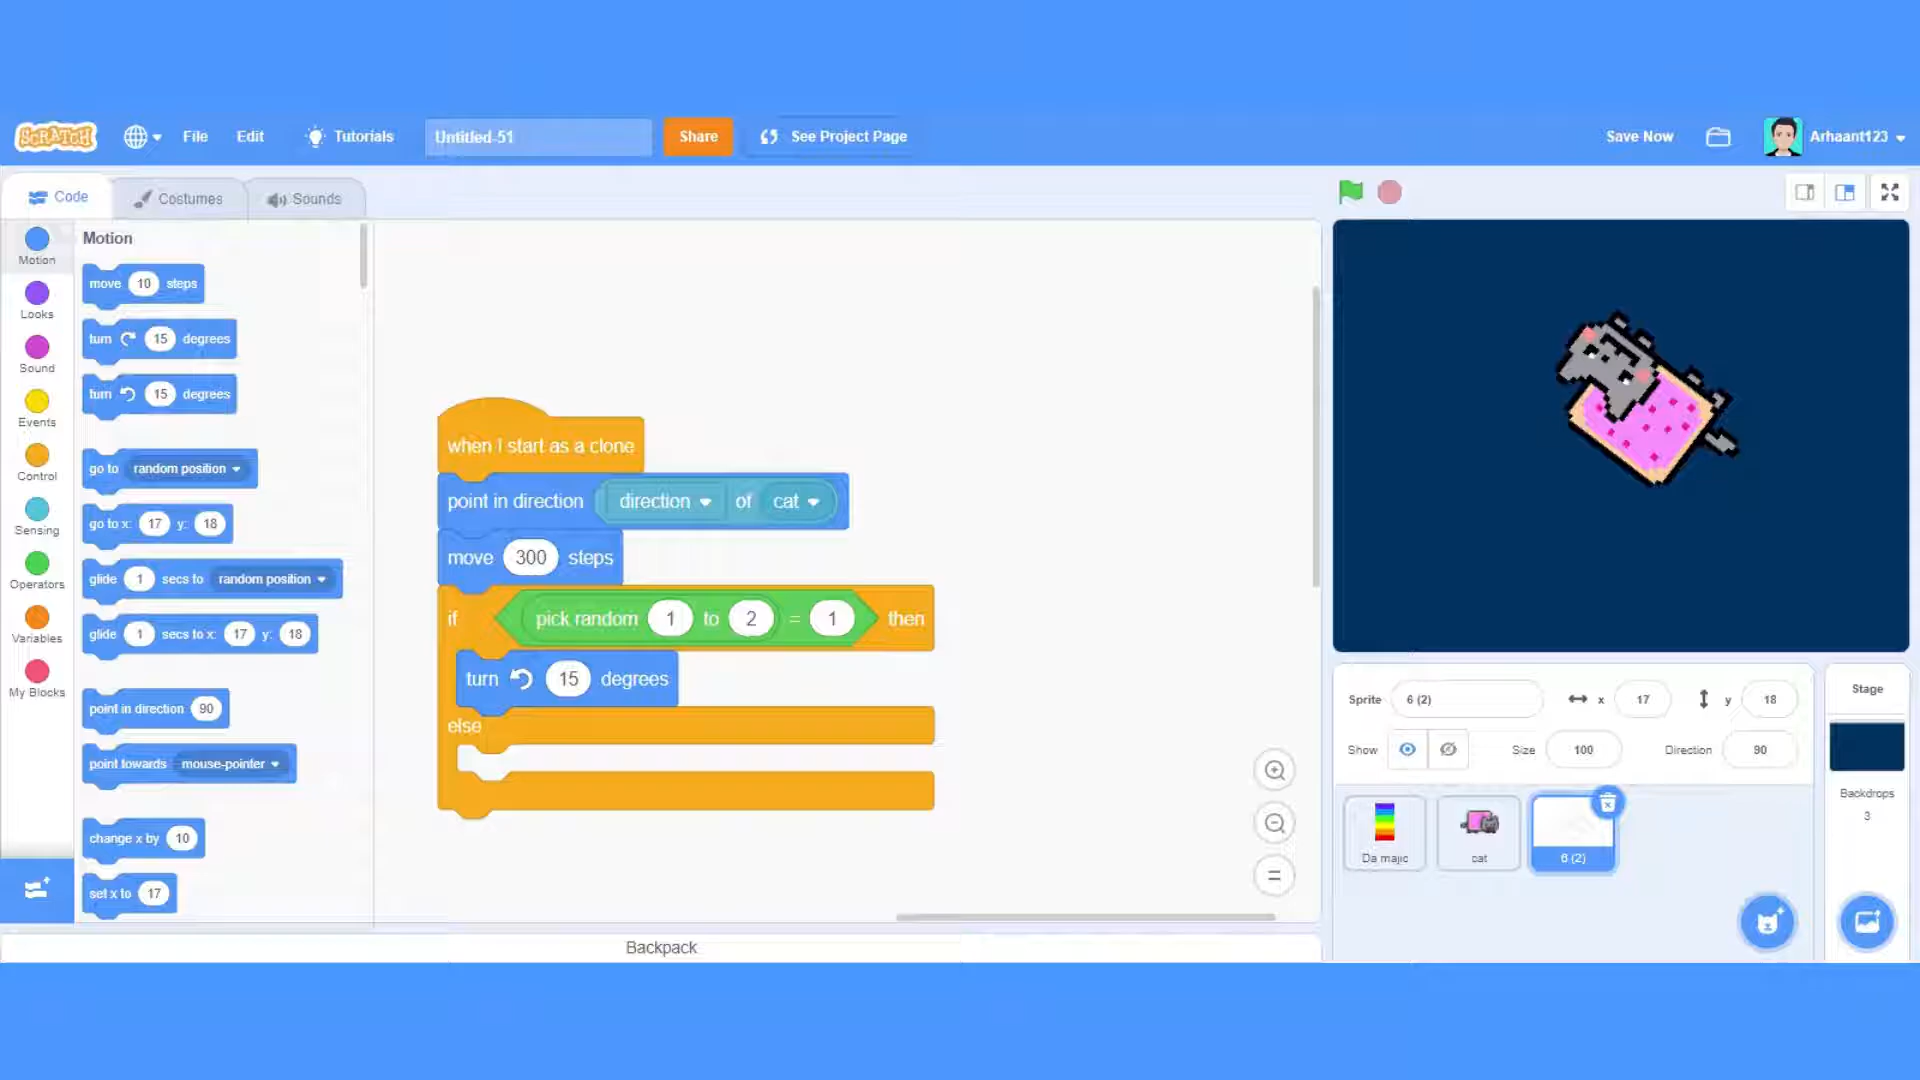 SCRATCH
File
Edit
Tutorials
Untitled-51
Share
See Project Page
Save Now
Arhaant123
Code
Costumes
Sounds
Motion
Looks
Sound
Events
Control
Sensing
Operators
Variables
My Blocks
Motion
move 10 steps
turn 15 degrees
turn 15 degrees
go to random position
go to x: 17 y: 18
glide 1 secs to random position
glide 1 secs to x: 17 y: 18
point in direction 90
point towards mouse-pointer
change x by 10
set x to 17
when I start as a clone
point in direction direction of cat
move 300 steps
if pick random 1 to 2 = 1 then
turn 15 degrees
else
Backpack
Sprite 6 (2) x 17 y 18
Show Size 100 Direction 90
Da majic
cat
6 (2)
Stage
Backdrops
3